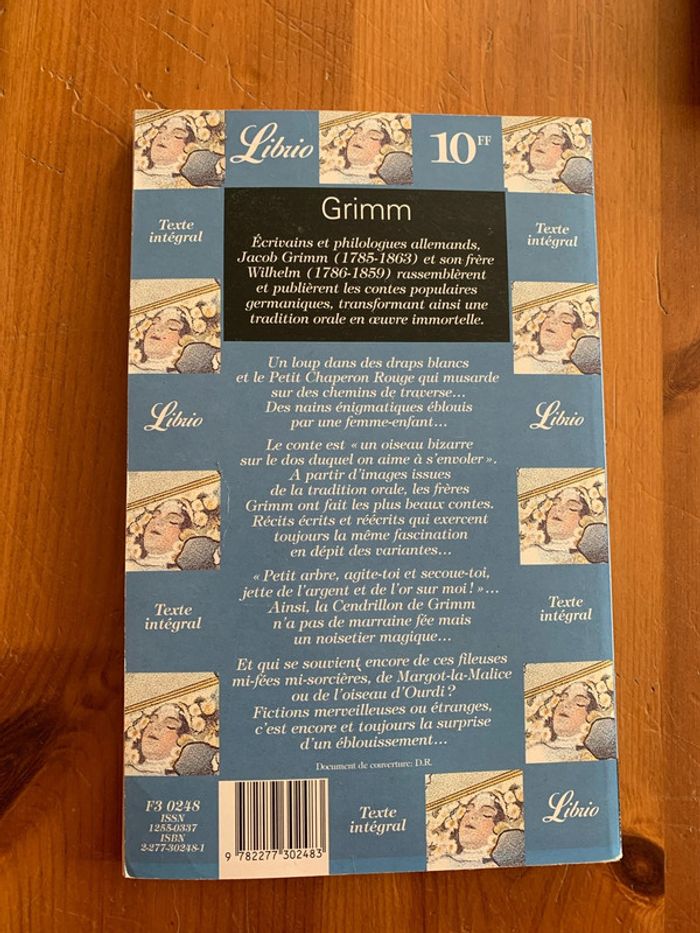 Librio
10FF
Grimm
Écrivains et philologues allemands,
Jacob Grimm (1785-1863) et son frère
Wilhelm (1786-1859) rassemblèrent
et publièrent les contes populaires
germaniques, transformant ainsi une
tradition orale en œuvre immortelle.
Texte
intégral
Texte
intégral
Un loup dans des draps blancs
et le Petit Chaperon Rouge qui musarde
sur des chemins de traverse...
Des nains énigmatiques éblouis
par une femme-enfant...
Librio
Librio
Le conte est « un oiseau bizarre
sur le dos duquel on aime à s'envoler ».
A partir d'images issues
de la tradition orale, les frères
Grimm ont fait les plus beaux contes.
Récits écrits et réécrits qui exercent
toujours la même fascination
en dépit des variantes...
« Petit arbre, agite-toi et secoue-toi,
jette de l'argent et de l'or sur moi ! »...
Ainsi, la Cendrillon de Grimm
n'a pas de marraine fée mais
un noisetier magique...
Texte
intégral
Texte
intégral
Et qui se souvient encore de ces fileuses
mi-fées mi-sorcières, de Margot-la-Malice
ou de l'oiseau d'Ourdi ?
Fictions merveilleuses ou étranges,
c'est encore et toujours la surprise
d'un éblouissement...
Document de couverture: D.R.
F3 0248
ISSN
1255-0337
ISBN
2-277-30248-1
9 782277 302483
Texte
intégral
Librio